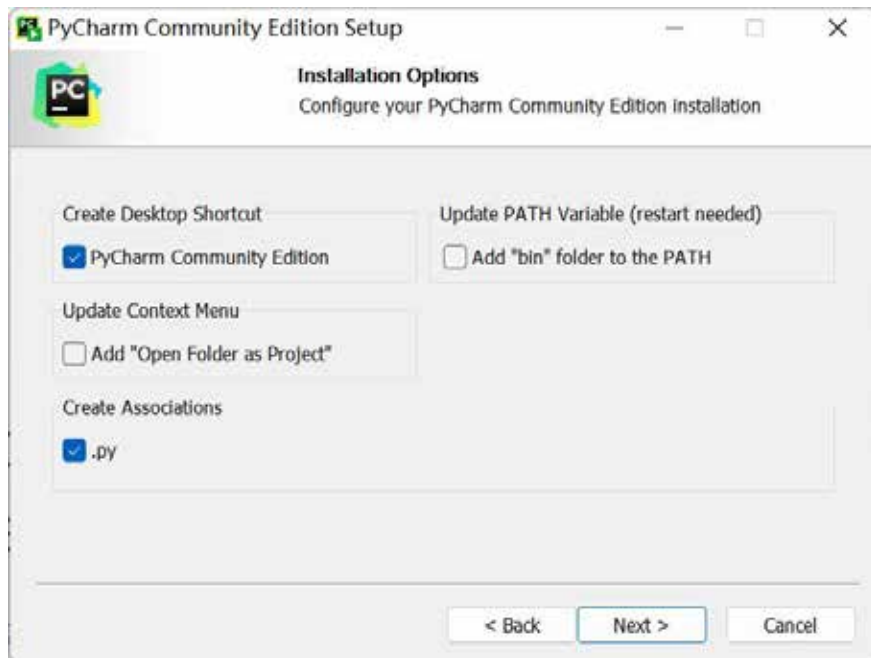 PyCharm Community Edition Setup
PC
Installation Options
Configure your PyCharm Community Edition installation
Create Desktop Shortcut
PyCharm Community Edition
Update PATH Variable (restart needed)
Add "bin" folder to the PATH
Update Context Menu
Add "Open Folder as Project"
Create Associations
.py
< Back
Next >
Cancel